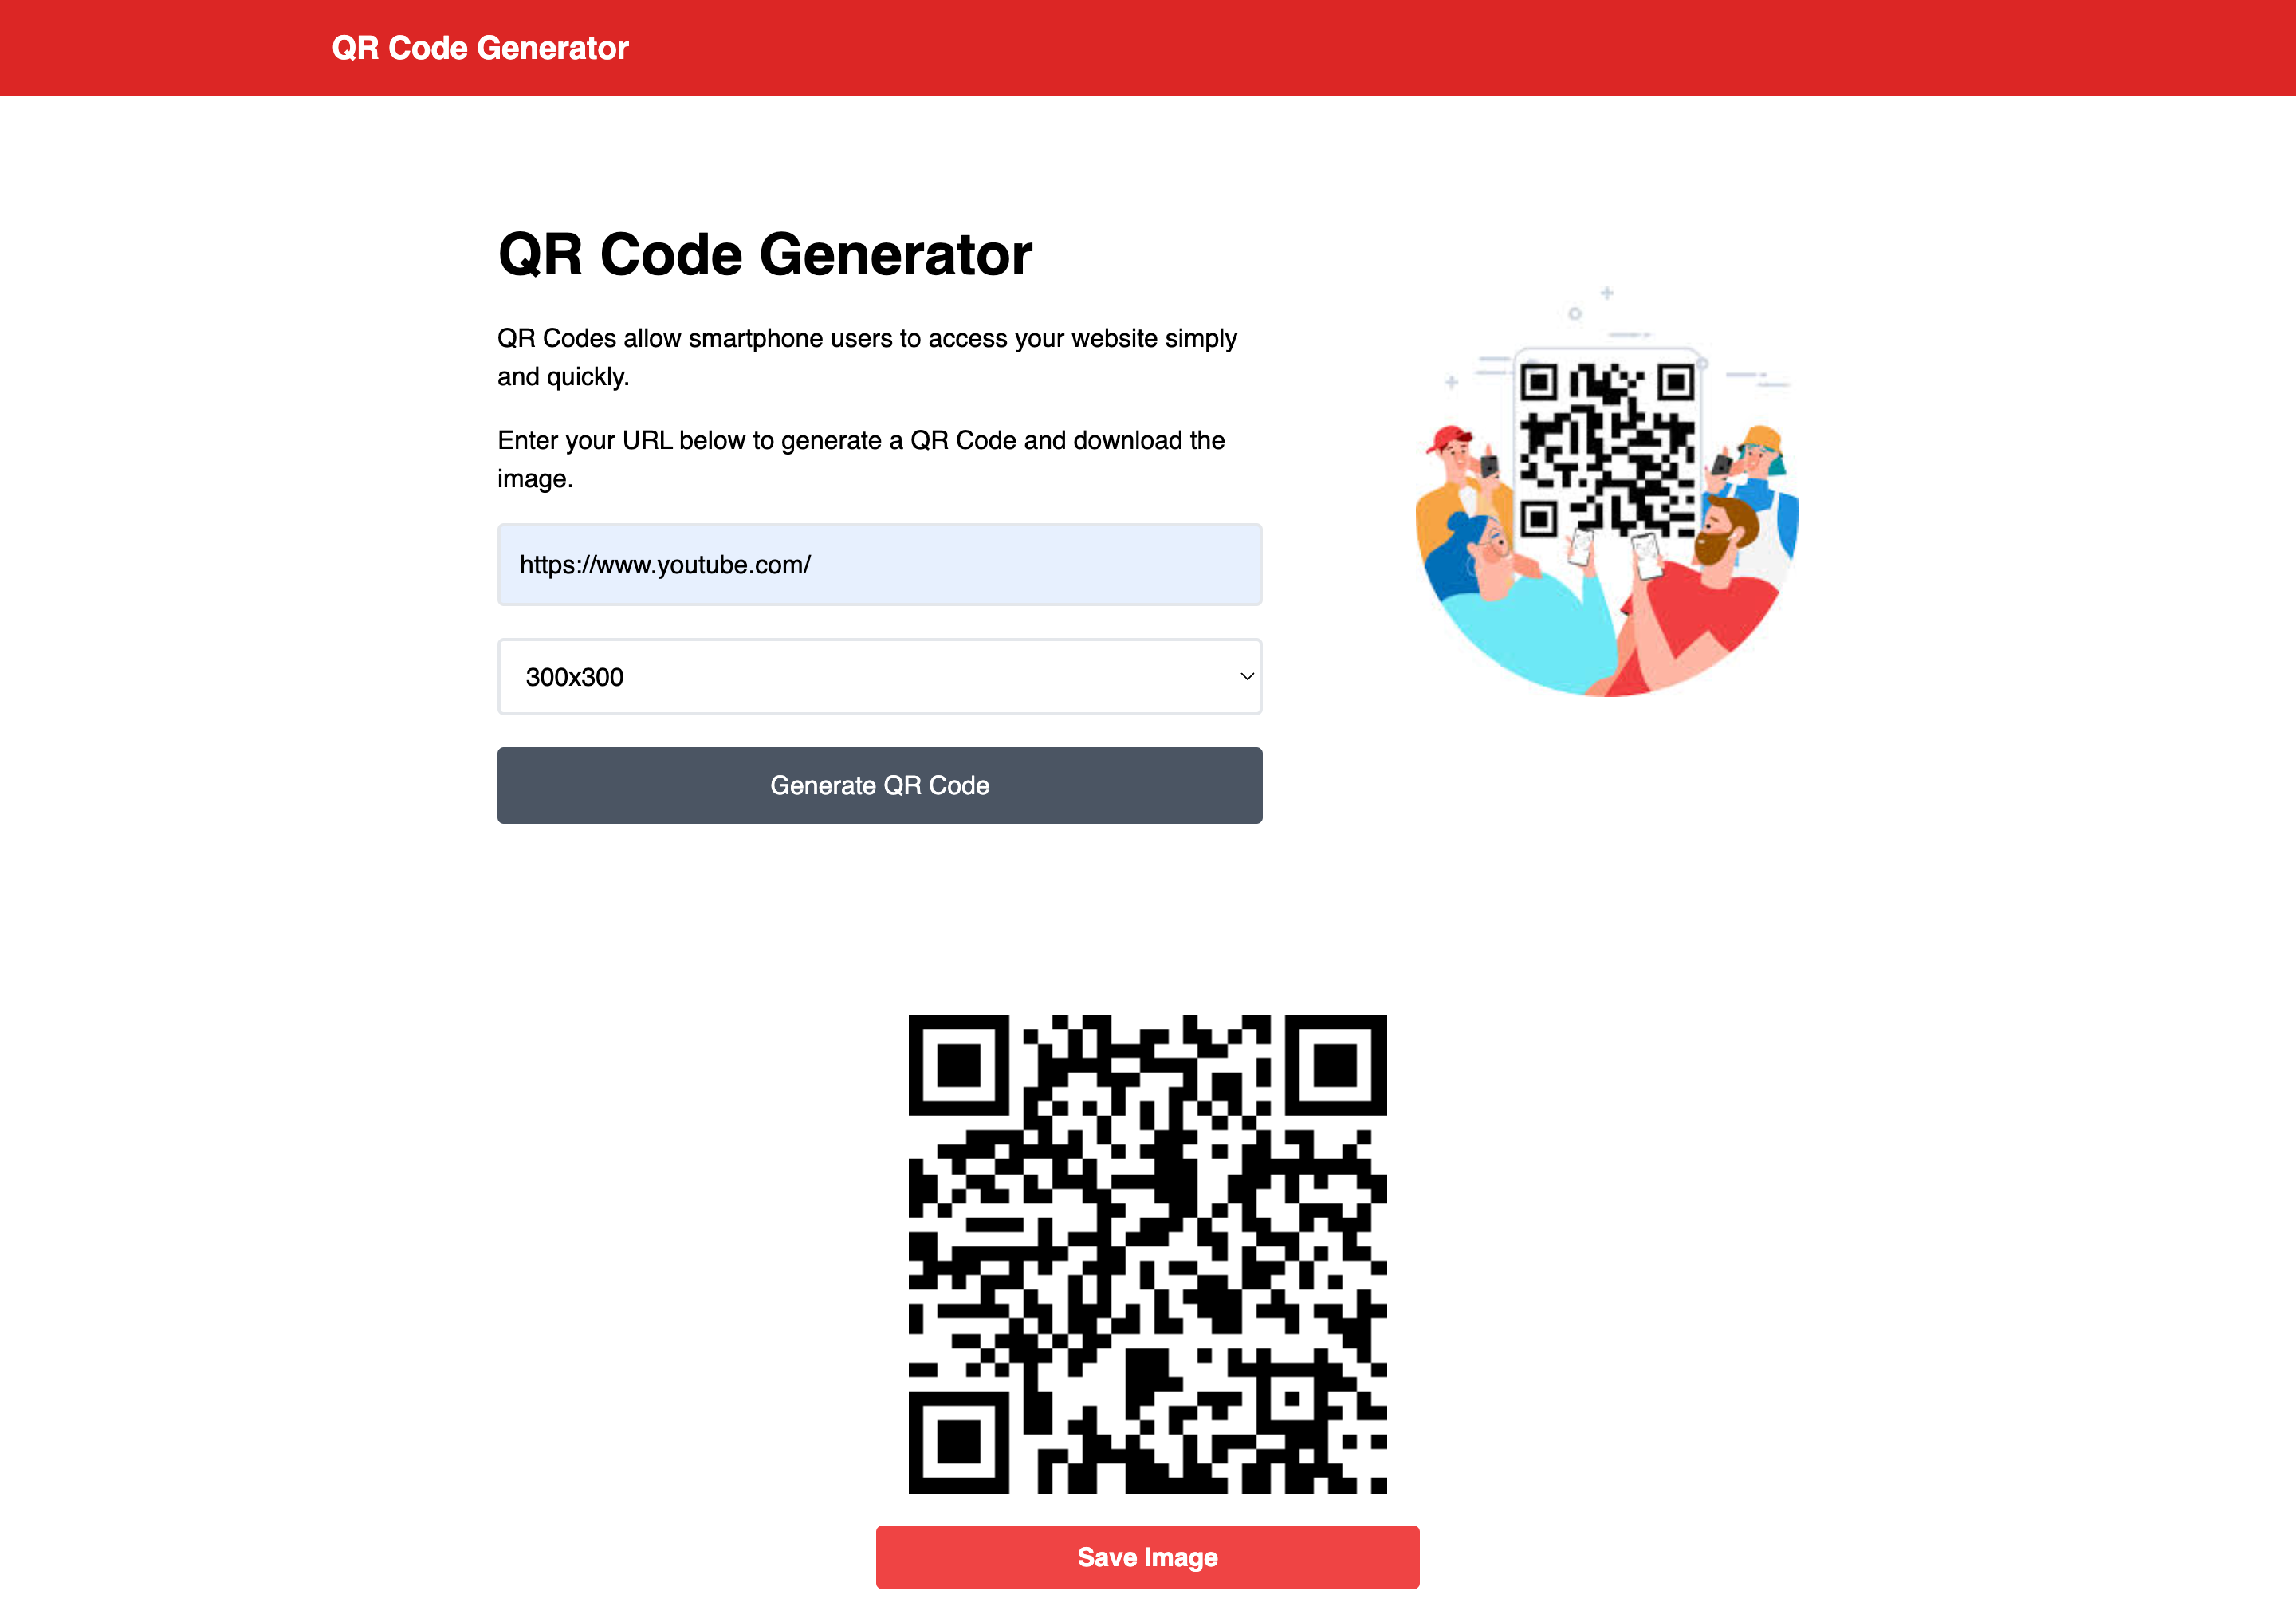 QR Code Generator
QR Code Generator
QR Codes allow smartphone users to access your website simply
and quickly.
Enter your URL below to generate a QR Code and download the
image.
https://www.youtube.com/
300x300
Generate QR Code
Save Image